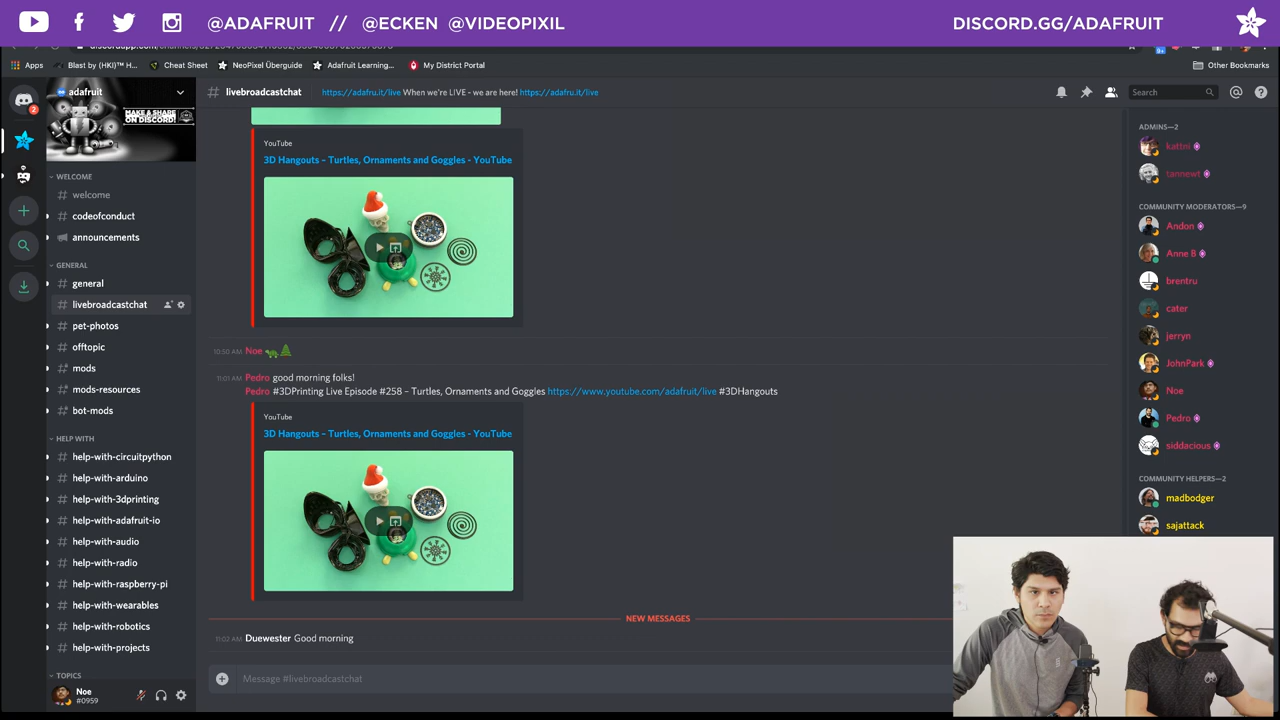 @ADAFRUIT // @ECKEN @VIDEOPIXIL
DISCORD.GG/ADAFRUIT
Apps
Blast by (HKI)™ H...
Cheat Sheet
NeoPixel Überguide
Adafruit Learning...
My District Portal
Other Bookmarks
2
adafruit
MAKE & SHARE
ON DISCORD!
WELCOME
# welcome
# codeofconduct
announcements
GENERAL
# general
# livebroadcastchat
# pet-photos
# offtopic
# mods
# mods-resources
# bot-mods
HELP WITH
# help-with-circuitpython
# help-with-arduino
# help-with-3dprinting
# help-with-adafruit-io
# help-with-audio
# help-with-radio
# help-with-raspberry-pi
# help-with-wearables
# help-with-robotics
# help-with-projects
TOPICS
Noe
#0959
# livebroadcastchat
https://adafru.it/live When we're LIVE - we are here! https://adafru.it/live
Search
YouTube
3D Hangouts – Turtles, Ornaments and Goggles - YouTube
10:50 AM Noe
11:01 AM Pedro good morning folks!
Pedro #3DPrinting Live Episode #258 – Turtles, Ornaments and Goggles https://www.youtube.com/adafruit/live #3DHangouts
YouTube
3D Hangouts – Turtles, Ornaments and Goggles - YouTube
NEW MESSAGES
11:02 AM Duewester Good morning
Message #livebroadcastchat
ADMINS—2
kattni
tannewt
COMMUNITY MODERATORS—9
Andon
Anne B
brentru
cater
jerryn
JohnPark
Noe
Pedro
siddacious
COMMUNITY HELPERS—2
madbodger
sajattack